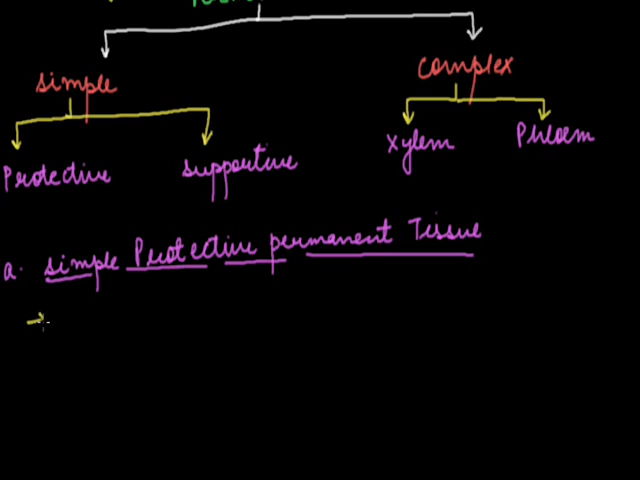 simple complex
Protective supportive xylem Phloem
a. simple Protective permanent Tissue